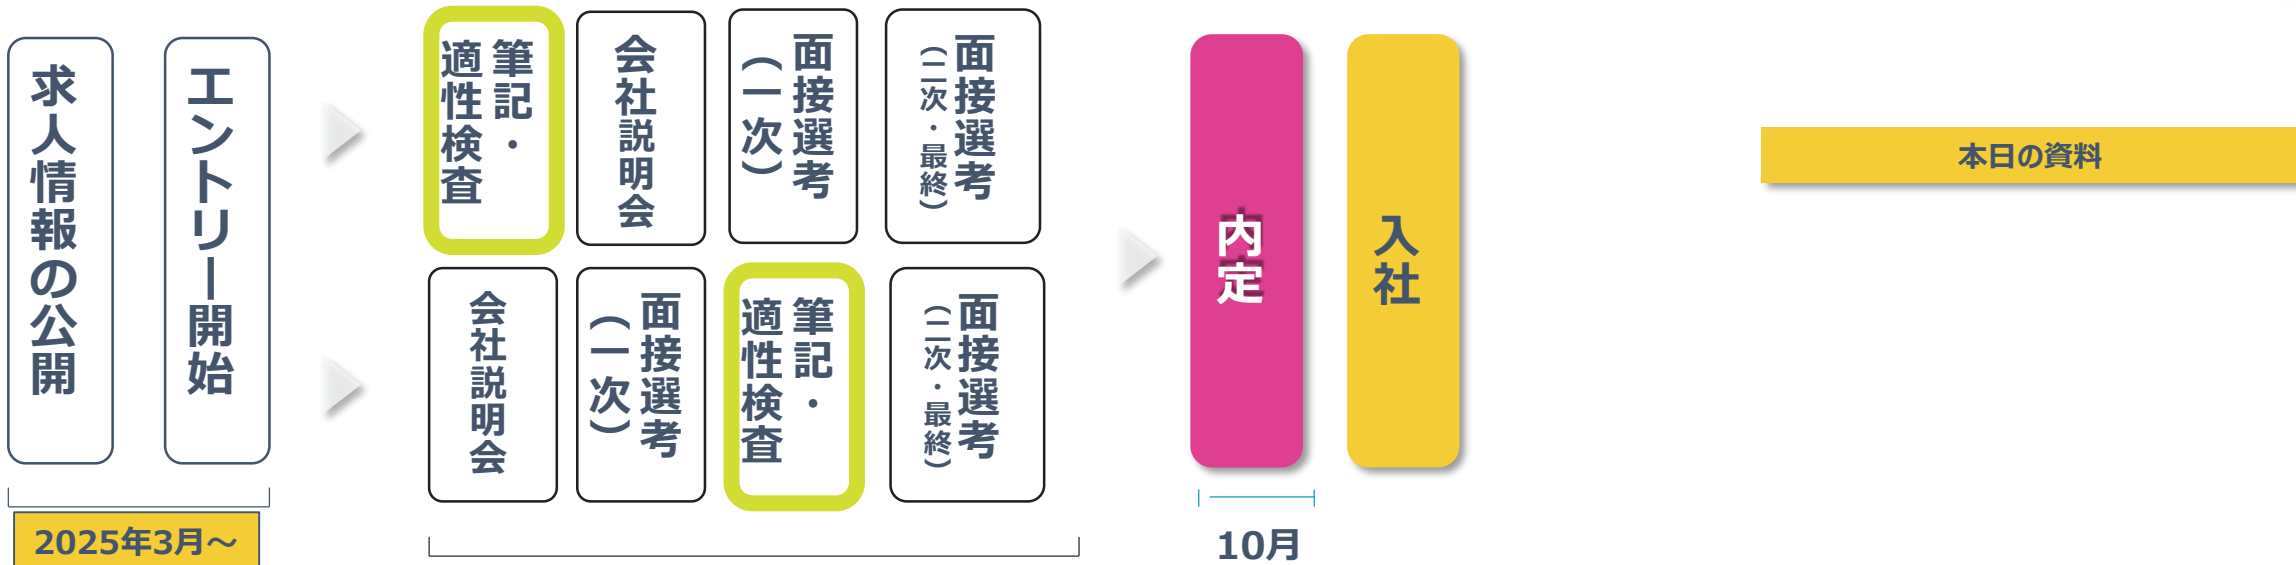 求人情報の公開
エントリー開始
筆記・
適性検査
会社説明会
面接選考
（一次）
面接選考
（二次・最終）
会社説明会
面接選考
（一次）
筆記・
適性検査
面接選考
（二次・最終）
内定
入社
本日の資料
2025年3月～
10月